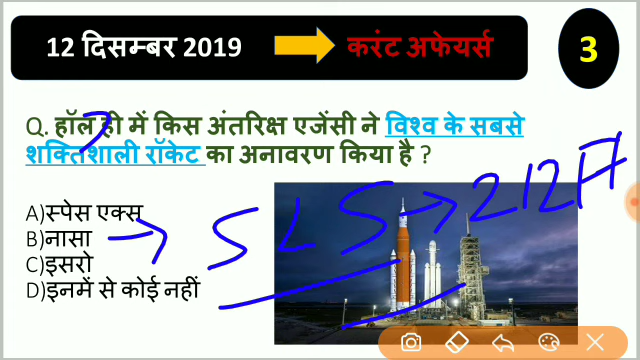 12 दिसम्बर 2019 करंट अफेयर्स 3
Q. हॉल ही में किस अंतरिक्ष एजेंसी ने विश्व के सबसे
शक्तिशाली रॉकेट का अनावरण किया है ?
A)स्पेस एक्स
B)नासा
C)इसरो
D)इनमें से कोई नहीं
SLS → 212 F